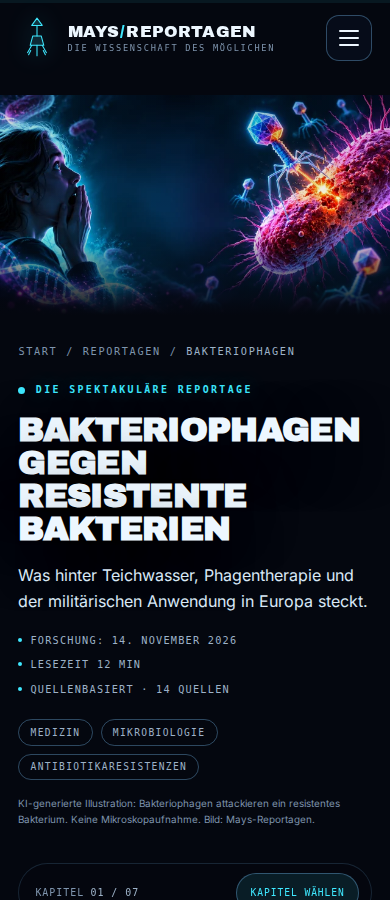 MAYS/REPORTAGEN
DIE WISSENSCHAFT DES MÖGLICHEN
START / REPORTAGEN / BAKTERIOPHAGEN
DIE SPEKTAKULÄRE REPORTAGE
BAKTERIOPHAGEN
GEGEN
RESISTENTE
BAKTERIEN
Was hinter Teichwasser, Phagentherapie und
der militärischen Anwendung in Europa steckt.
FORSCHUNG: 14. NOVEMBER 2026
LESEZEIT 12 MIN
QUELLENBASIERT · 14 QUELLEN
MEDIZIN
MIKROBIOLOGIE
ANTIBIOTIKARESISTENZEN
KI-generierte Illustration: Bakteriophagen attackieren ein resistentes
Bakterium. Keine Mikroskopaufnahme. Bild: Mays-Reportagen.
KAPITEL 01 / 07
KAPITEL WÄHLEN